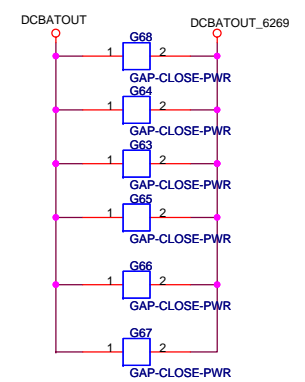 DCBATOUT DCBATOUT_6269
G68
1 2
GAP-CLOSE-PWR
G64
1 2
GAP-CLOSE-PWR
G63
1 2
GAP-CLOSE-PWR
G65
1 2
GAP-CLOSE-PWR
G66
1 2
GAP-CLOSE-PWR
G67
1 2
GAP-CLOSE-PWR